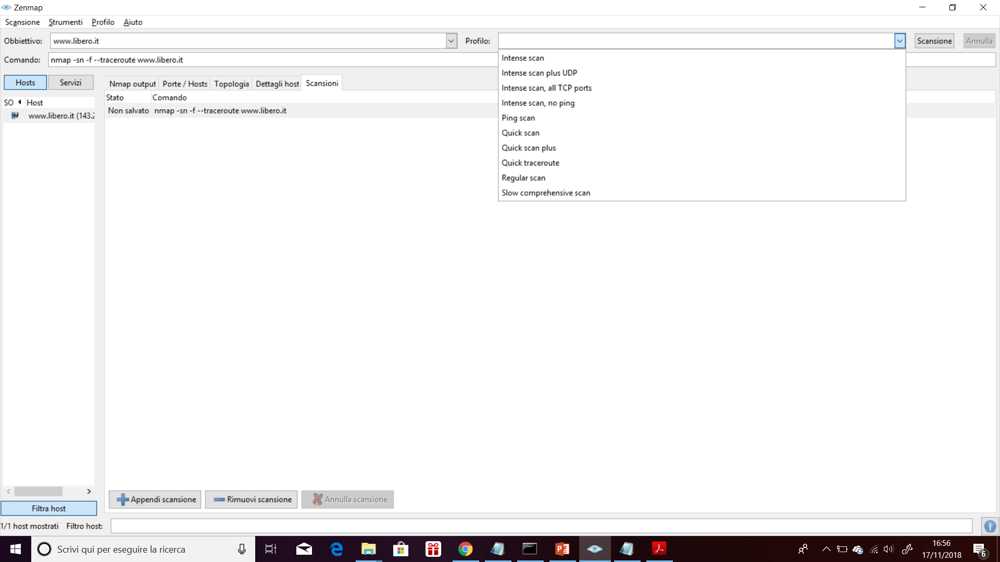 Zenmap
Scansione Strumenti Profilo Aiuto
Obbiettivo: www.libero.it Profilo: Scansione Annulla
Comando: nmap -sn -f --traceroute www.libero.it
Intense scan
Intense scan plus UDP
Intense scan, all TCP ports
Intense scan, no ping
Ping scan
Quick scan
Quick scan plus
Quick traceroute
Regular scan
Slow comprehensive scan
Hosts Servizi
Nmap output Porte / Hosts Topologia Dettagli host Scansioni
SO Host
www.libero.it (143.2
Stato Comando
Non salvato nmap -sn -f --traceroute www.libero.it
Appendi scansione Rimuovi scansione Annulla scansione
Filtra host
1/1 host mostrati Filtro host:
Scrivi qui per eseguire la ricerca
16:56
17/11/2018
6